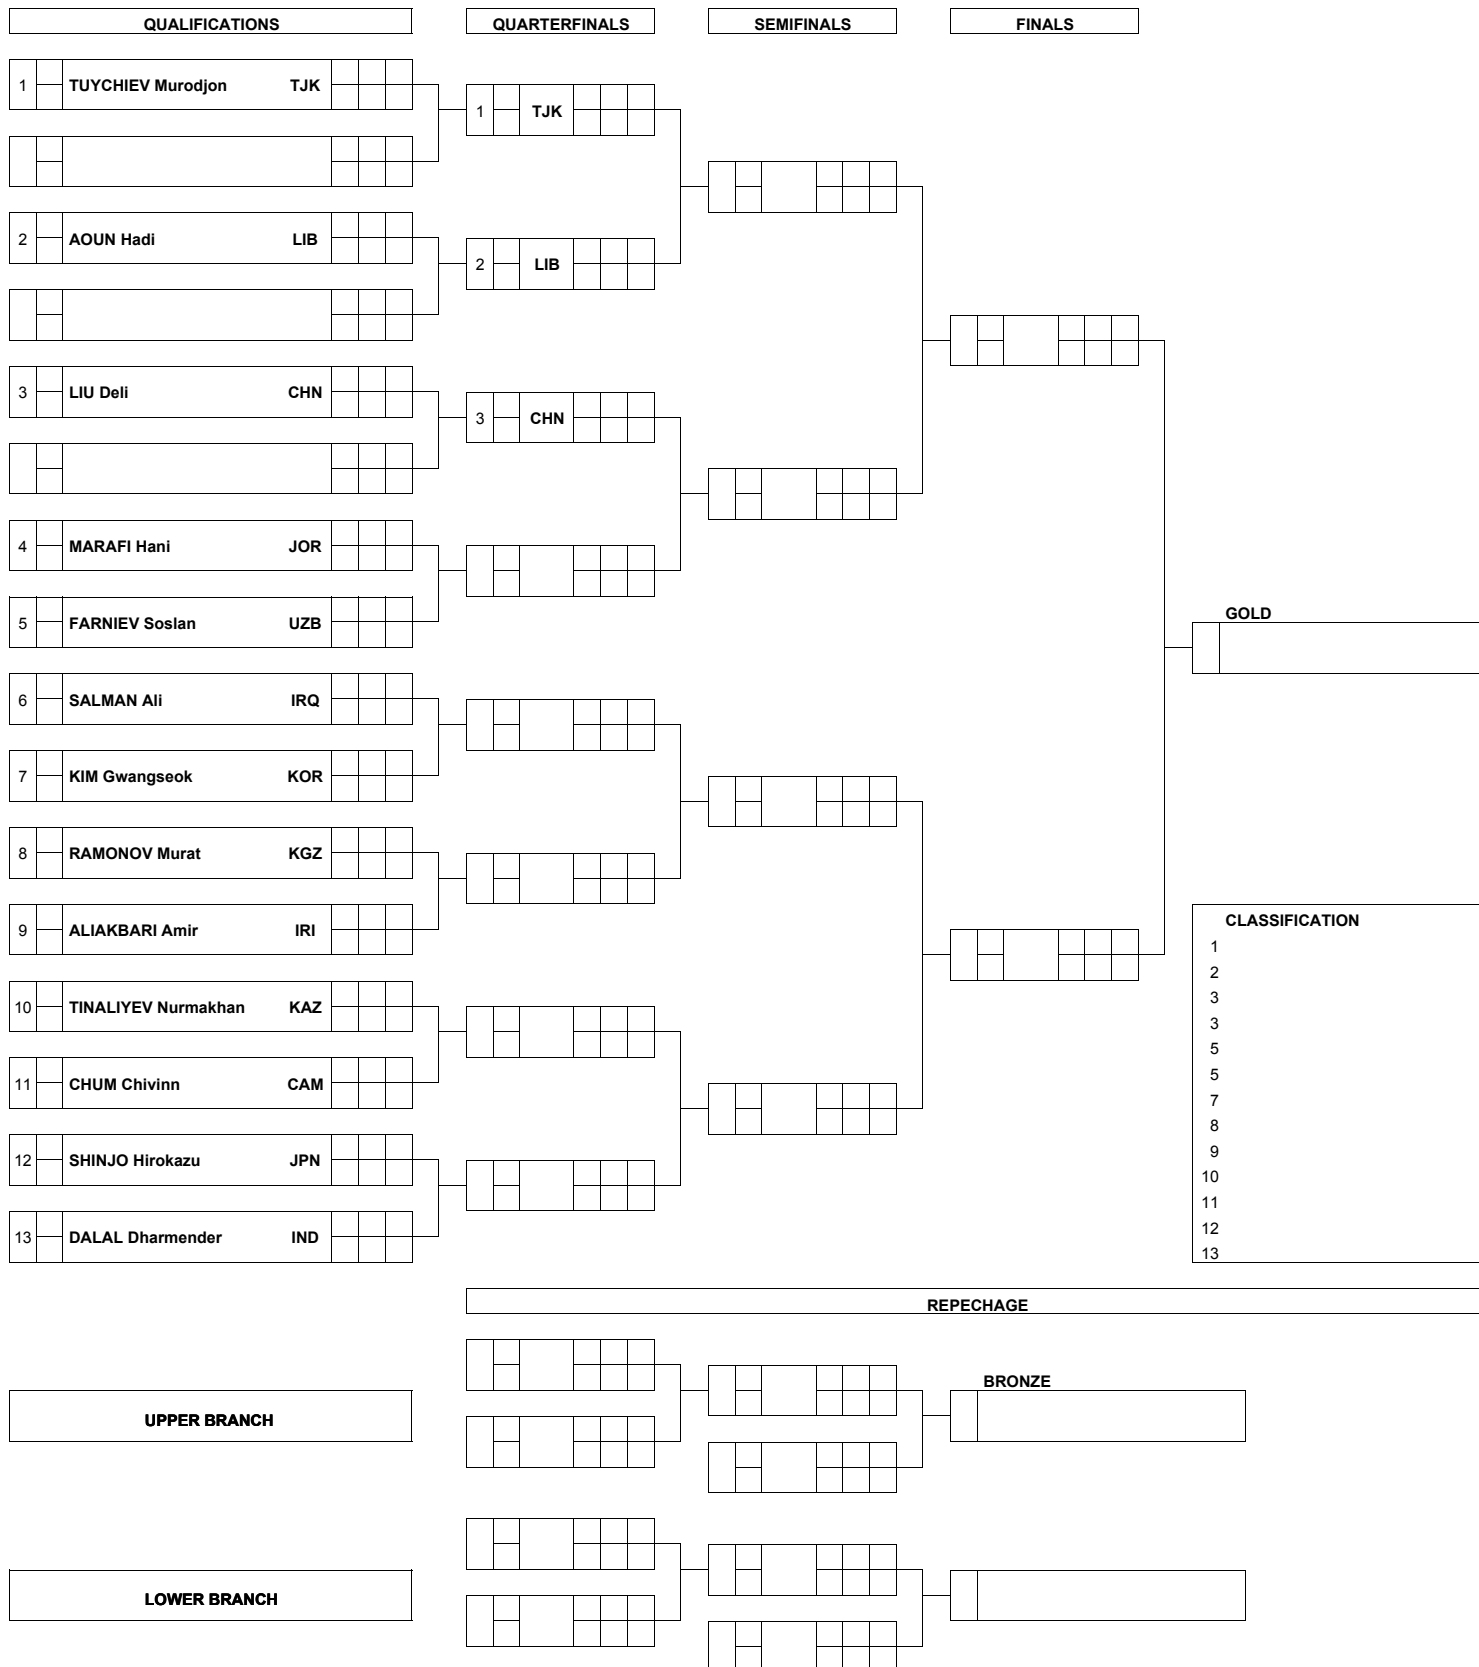 QUALIFICATIONS QUARTERFINALS SEMIFINALS FINALS
1 TUYCHIEV Murodjon TJK
1 TJK
2 AOUN Hadi LIB
2 LIB
3 LIU Deli CHN
3 CHN
4 MARAFI Hani JOR
5 FARNIEV Soslan UZB
GOLD
6 SALMAN Ali IRQ
7 KIM Gwangseok KOR
8 RAMONOV Murat KGZ
9 ALIAKBARI Amir IRI
10 TINALIYEV Nurmakhan KAZ
11 CHUM Chivinn CAM
12 SHINJO Hirokazu JPN
13 DALAL Dharmender IND
CLASSIFICATION
1
2
3
3
5
5
7
8
9
10
11
12
13
REPECHAGE
BRONZE
UPPER BRANCH
LOWER BRANCH